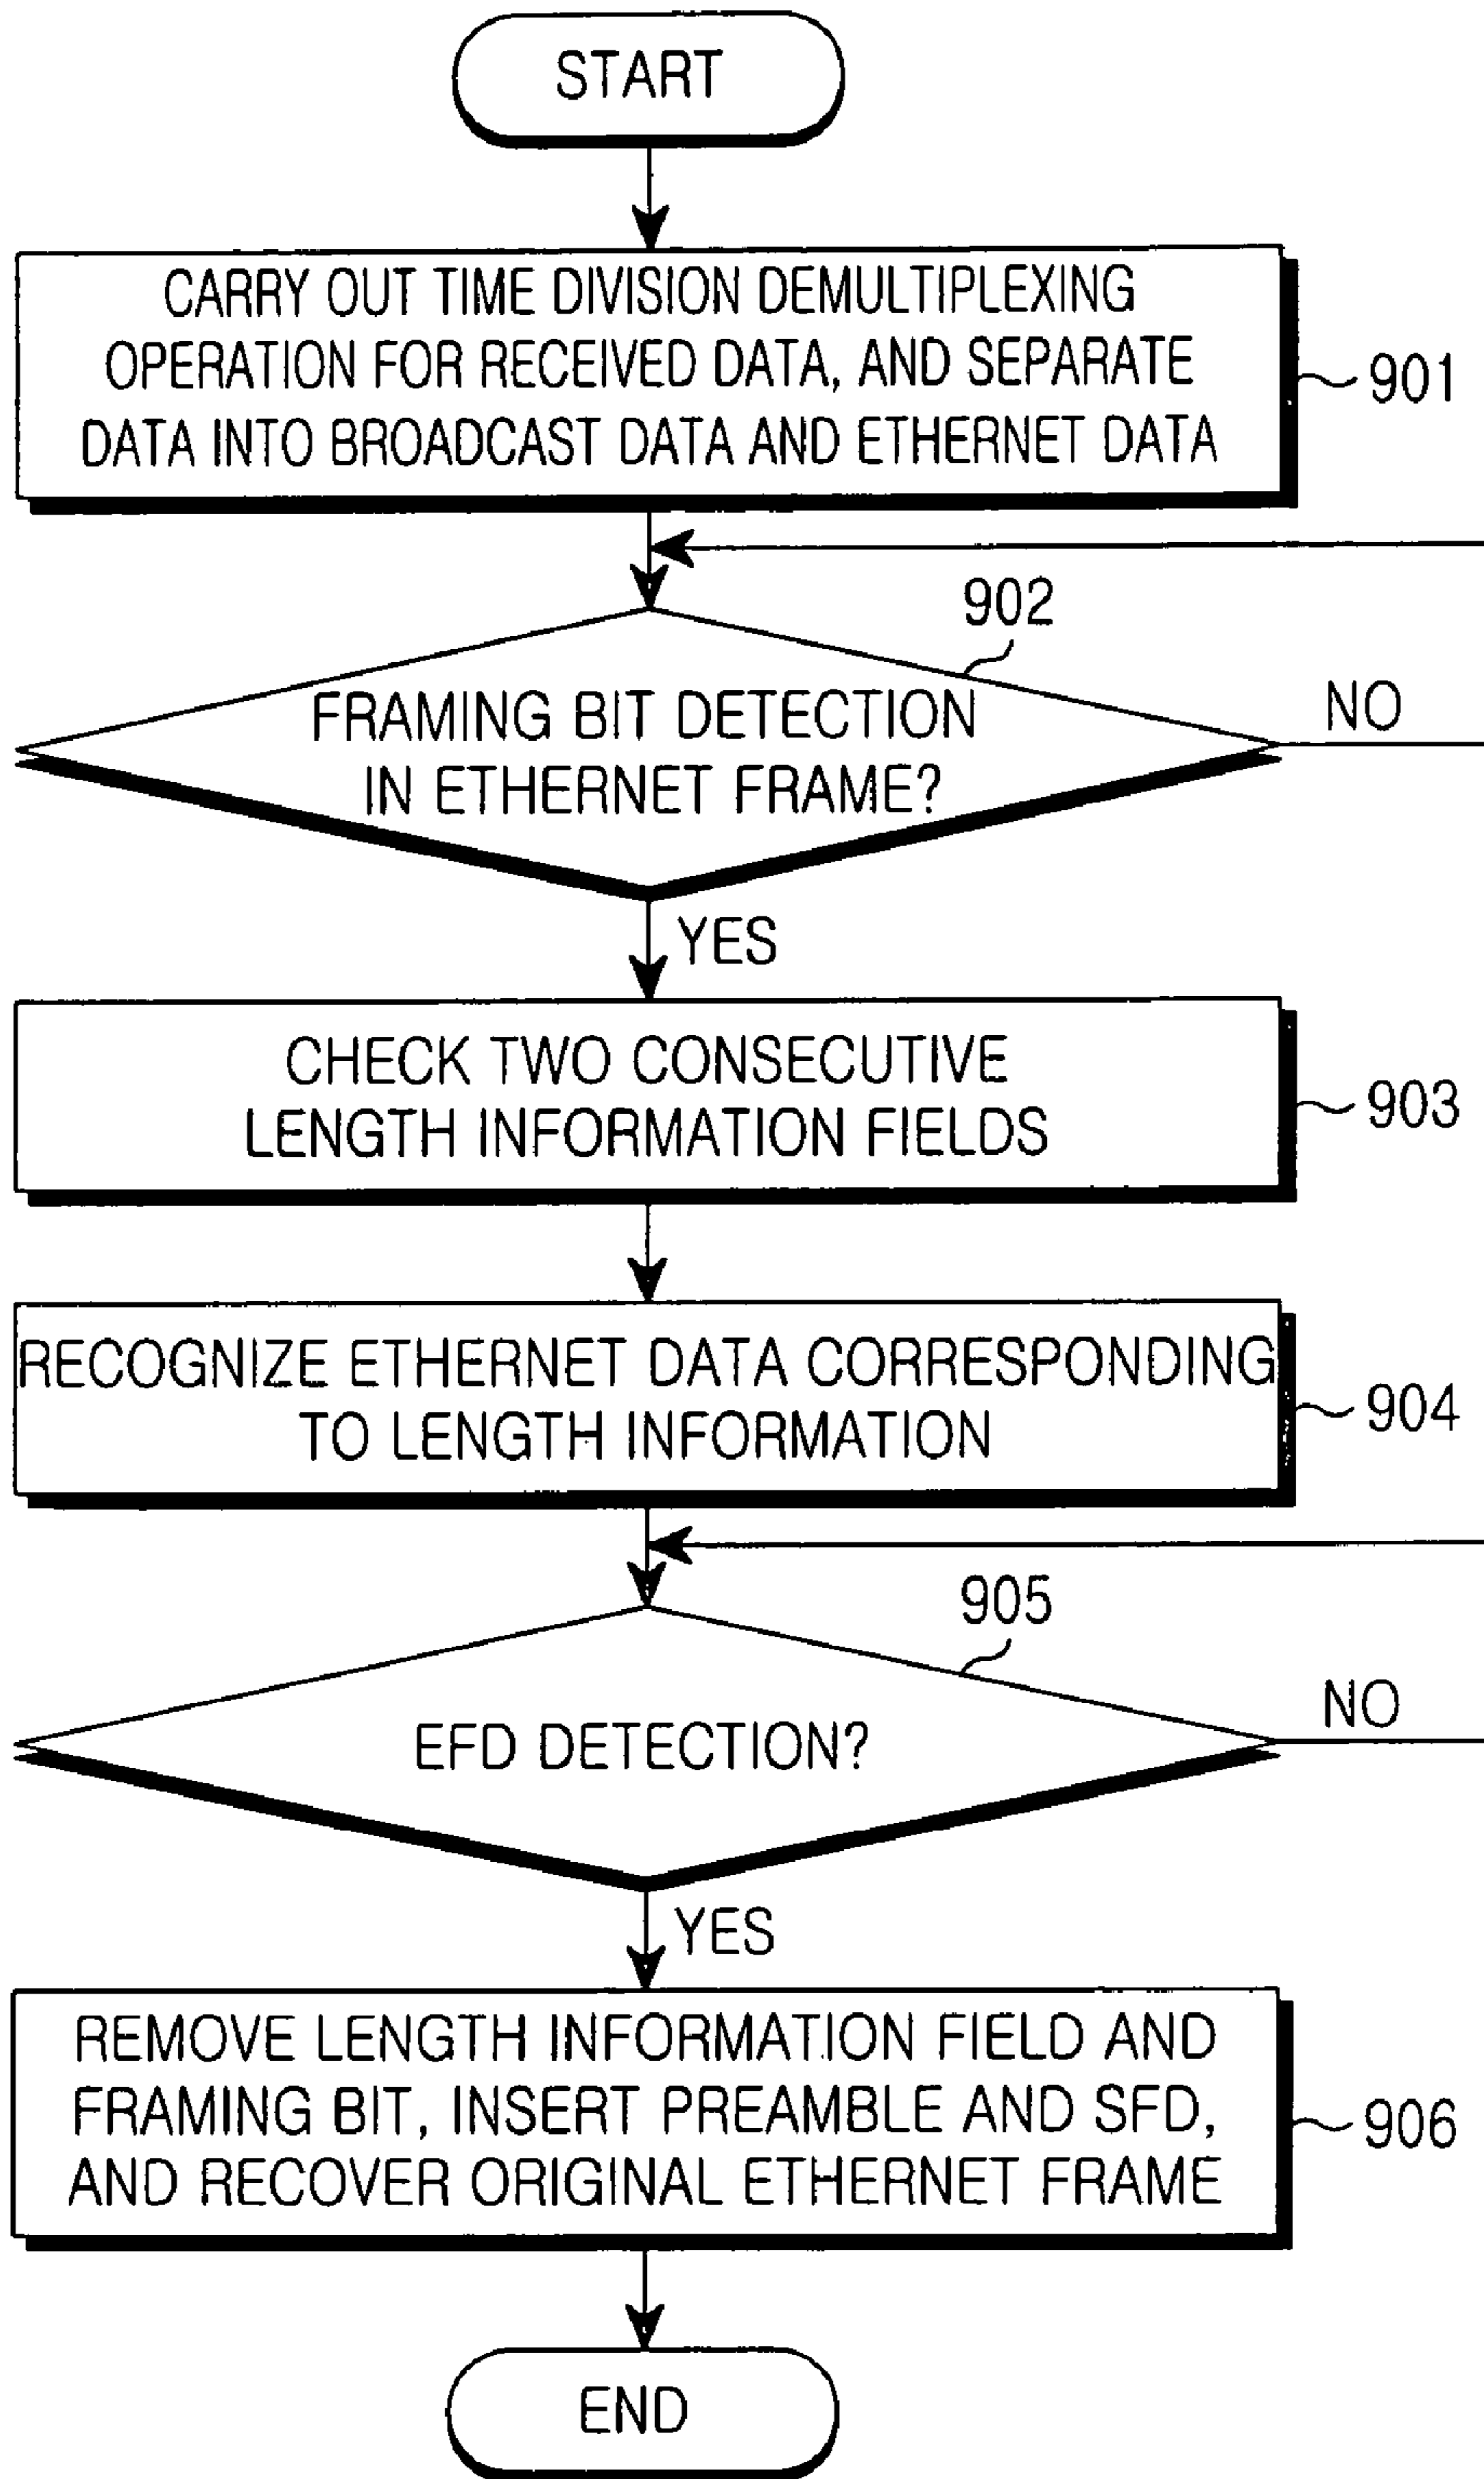 START
CARRY OUT TIME DIVISION DEMULTIPLEXING
OPERATION FOR RECEIVED DATA, AND SEPARATE
DATA INTO BROADCAST DATA AND ETHERNET DATA
901
902
FRAMING BIT DETECTION
IN ETHERNET FRAME?
NO
YES
CHECK TWO CONSECUTIVE
LENGTH INFORMATION FIELDS
903
RECOGNIZE ETHERNET DATA CORRESPONDING
TO LENGTH INFORMATION
904
905
EFD DETECTION?
NO
YES
REMOVE LENGTH INFORMATION FIELD AND
FRAMING BIT, INSERT PREAMBLE AND SFD,
AND RECOVER ORIGINAL ETHERNET FRAME
906
END